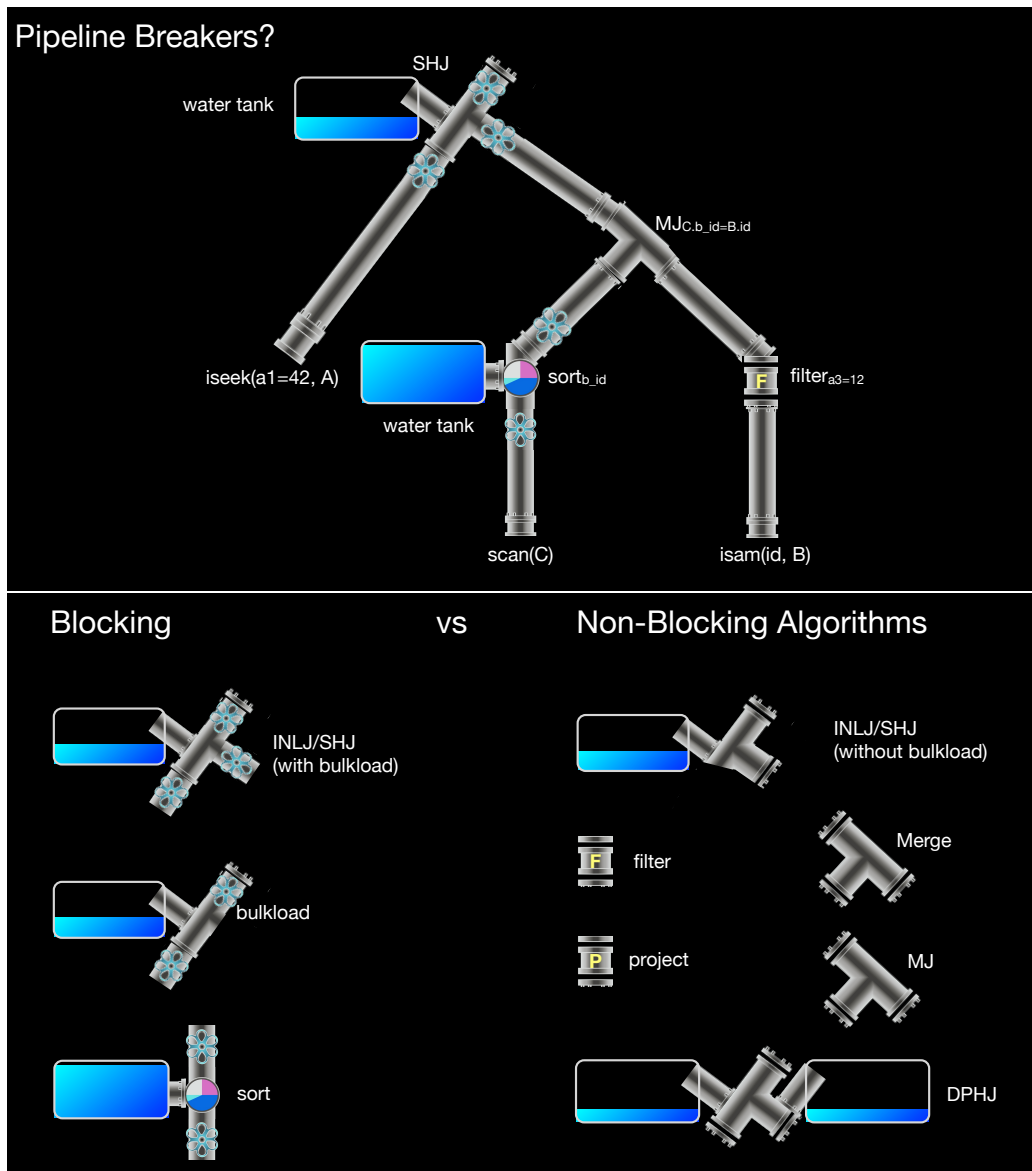 Pipeline Breakers?
SHJ
water tank
MJC.b_id=B.id
iseek(a1=42, A)
sortb_id
F
filtera3=12
water tank
scan(C)
isam(id, B)
Blocking
vs
Non-Blocking Algorithms
INLJ/SHJ
(with bulkload)
INLJ/SHJ
(without bulkload)
F
filter
Merge
bulkload
P
project
MJ
sort
DPHJ